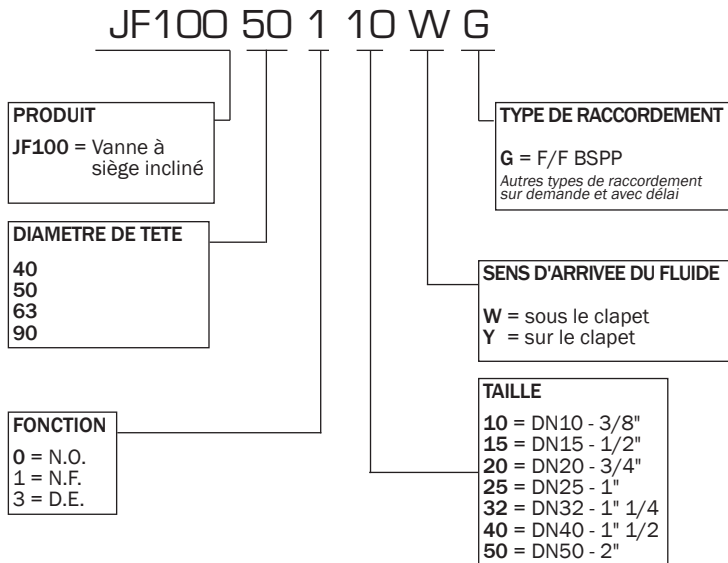 JF100 50 1 10 W G
PRODUIT
JF100 = Vanne à
siège incliné
DIAMETRE DE TETE
40
50
63
90
FONCTION
0 = N.O.
1 = N.F.
3 = D.E.
TYPE DE RACCORDEMENT
G = F/F BSPP
Autres types de raccordement
sur demande et avec délai
SENS D'ARRIVEE DU FLUIDE
W = sous le clapet
Y = sur le clapet
TAILLE
10 = DN10 - 3/8"
15 = DN15 - 1/2"
20 = DN20 - 3/4"
25 = DN25 - 1"
32 = DN32 - 1" 1/4
40 = DN40 - 1" 1/2
50 = DN50 - 2"